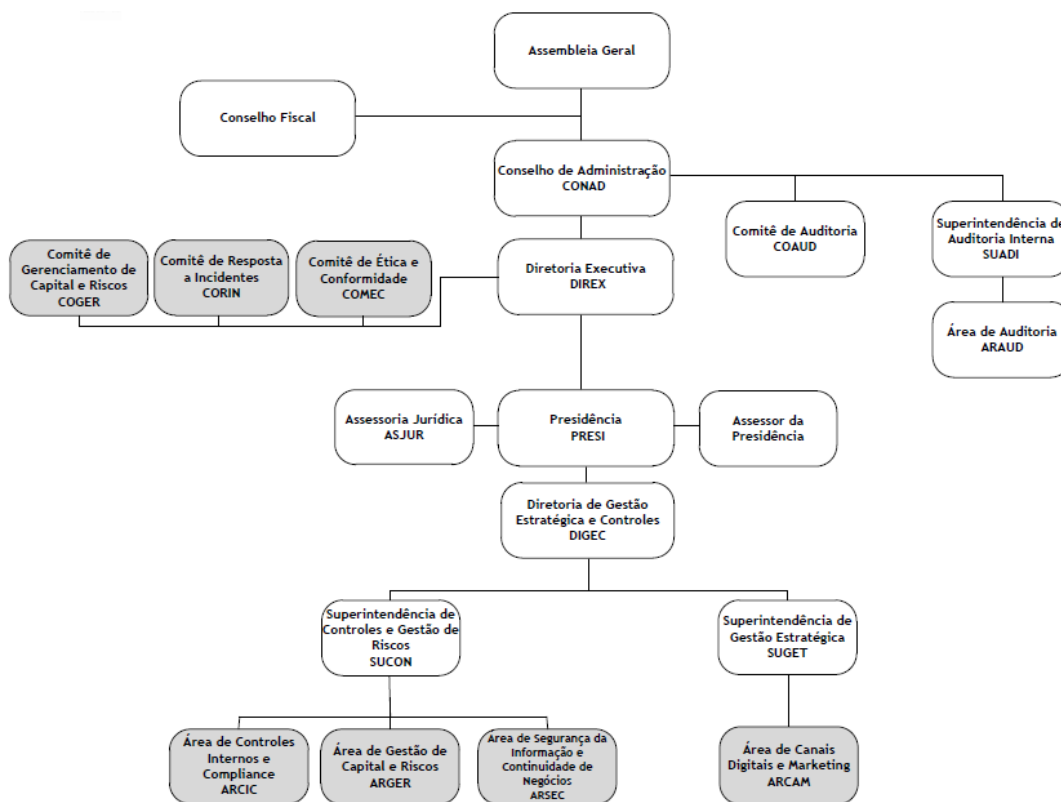 Assembleia Geral
Conselho Fiscal
Conselho de Administração
CONAD
Comitê de Auditoria
COAUD
Superintendência de
Auditoria Interna
SUADI
Comitê de
Gerenciamento de
Capital e Riscos
COGER
Comitê de Resposta
a Incidentes
CORIN
Comitê de Ética e
Conformidade
COMEC
Diretoria Executiva
DIREX
Área de Auditoria
ARAUD
Assessoria Jurídica
ASJUR
Presidência
PRESI
Assessor da
Presidência
Diretoria de Gestão
Estratégica e Controles
DIGEC
Superintendência de
Controles e Gestão de
Riscos
SUCON
Superintendência de
Gestão Estratégica
SUGET
Área de Controles
Internos e
Compliance
ARCIC
Área de Gestão de
Capital e Riscos
ARGER
Área de Segurança da
Informação e
Continuidade de
Negócios
ARSEC
Área de Canais
Digitais e Marketing
ARCAM